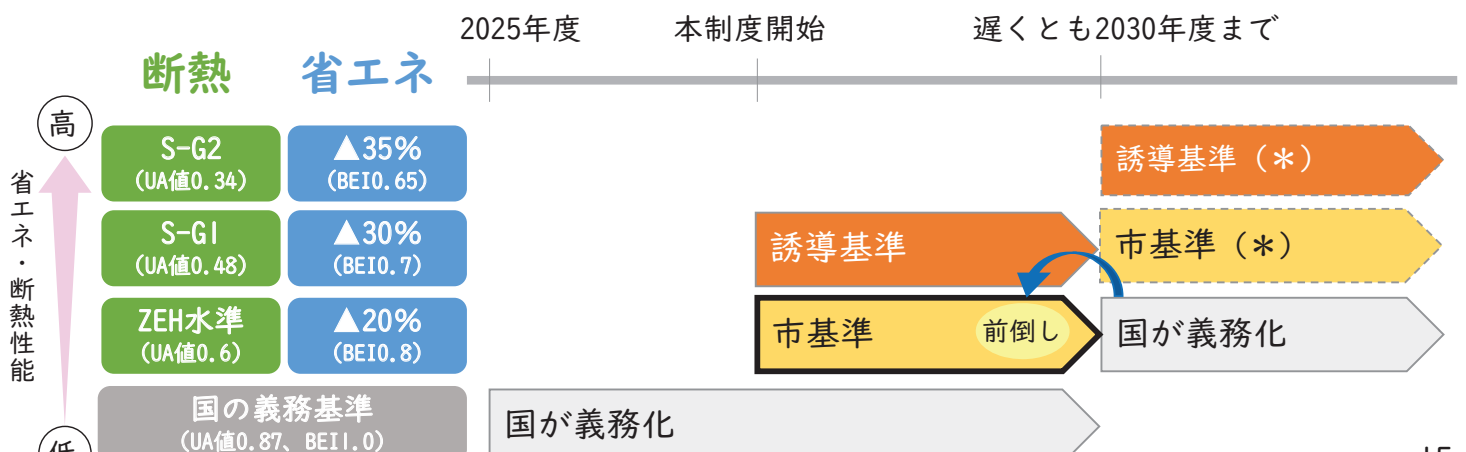 2025年度 本制度開始 遅くとも2030年度まで
断熱 省エネ
高
省エネ・断熱性能
S-G2
(UA値0.34)
▲35%
(BEI0.65)
誘導基準（＊）
S-G1
(UA値0.48)
▲30%
(BEI0.7)
誘導基準
市基準（＊）
ZEH水準
(UA値0.6)
▲20%
(BEI0.8)
市基準
前倒し
国が義務化
国の義務基準
(UA値0.87、BEI1.0)
国が義務化
低
15